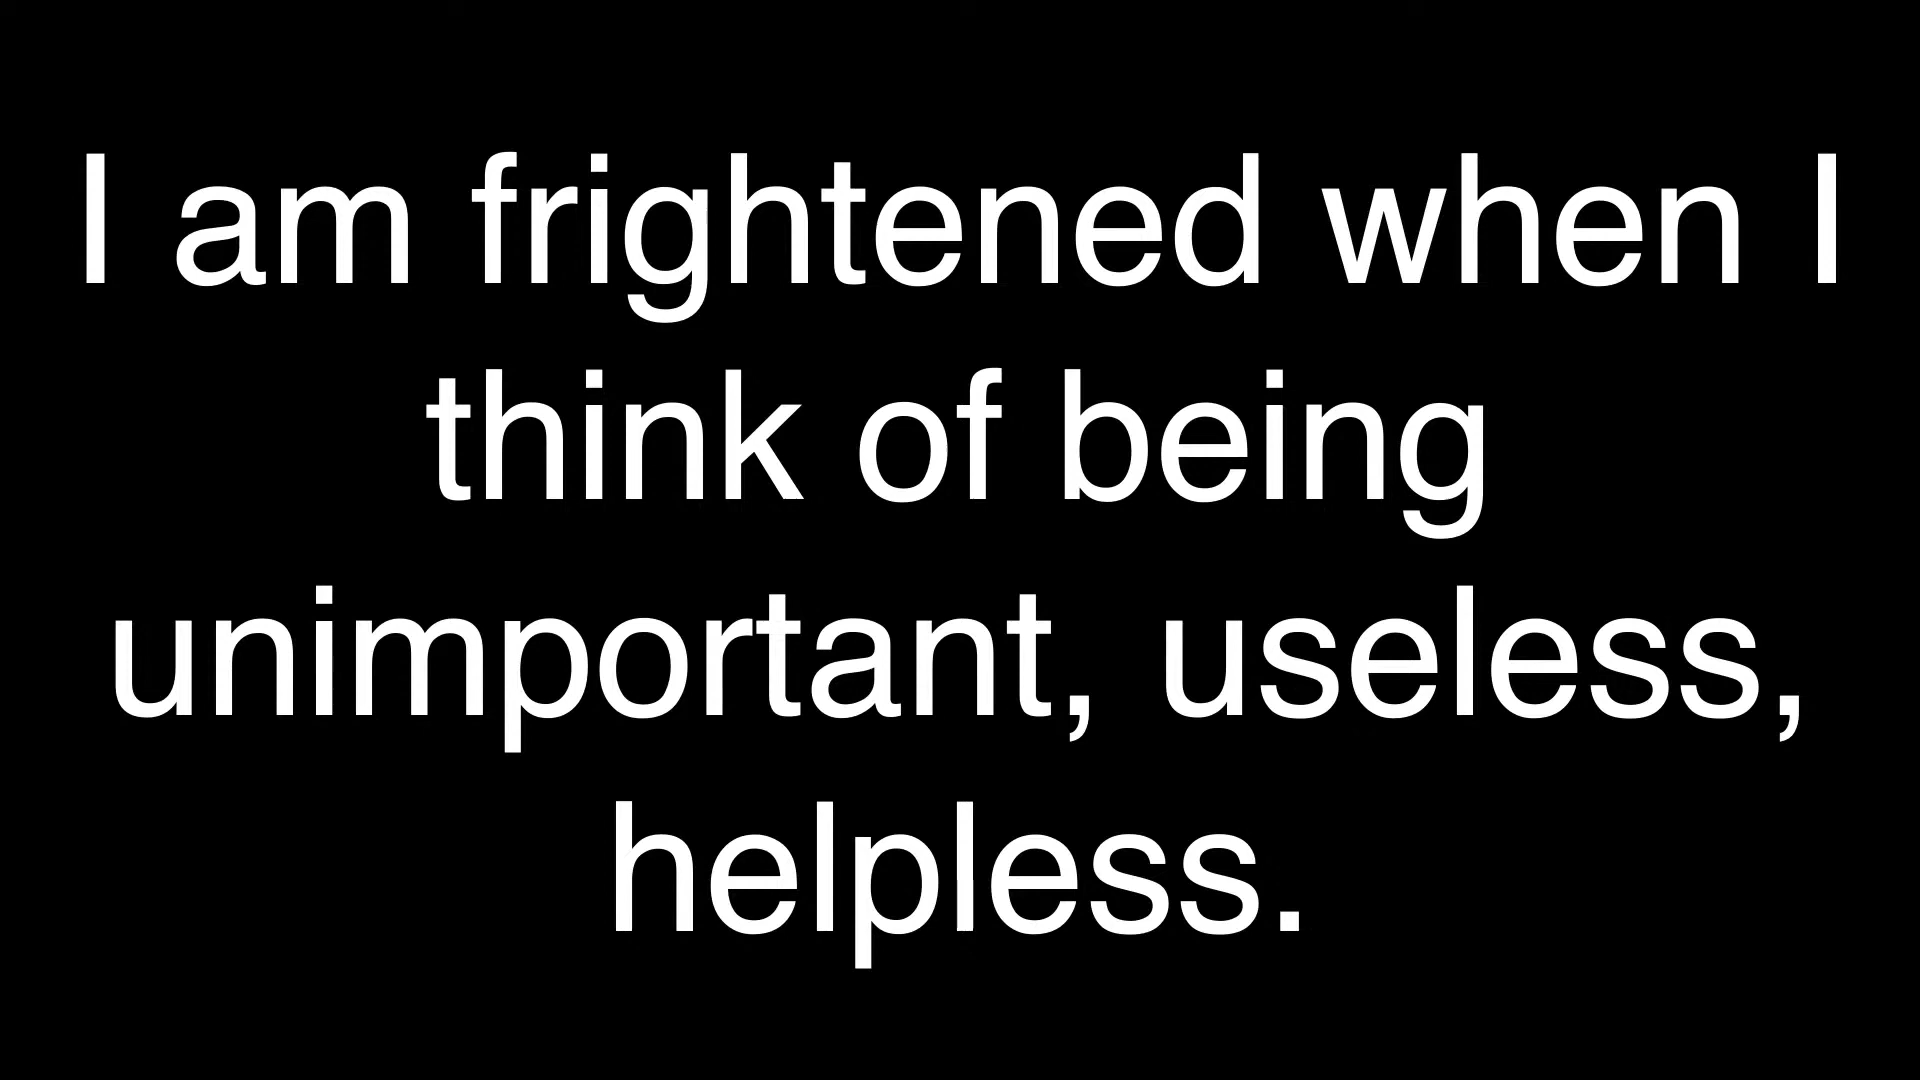 I am frightened when I
think of being
unimportant, useless,
helpless.